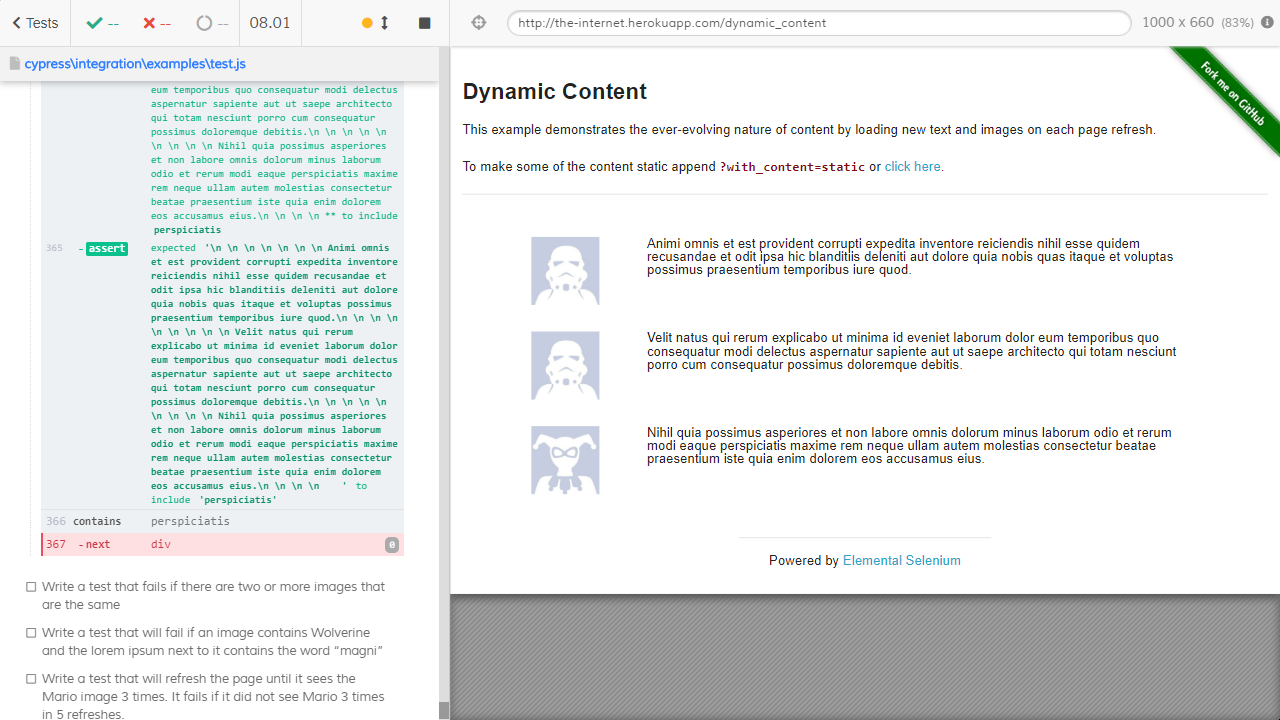 Tests -- -- -- 08.01
cypress\integration\examples\test.js
eum temporibus quo consequatur modi delectus
aspernatur sapiente aut ut saepe architecto
qui totam nesciunt porro cum consequatur
possimus doloremque debitis.\n \n \n \n \n
\n \n \n \n Nihil quia possimus asperiores
et non labore omnis dolorum minus laborum
odio et rerum modi eaque perspiciatis maxime
rem neque ullam autem molestias consectetur
beatae praesentium iste quia enim dolorem
eos accusamus eius.\n \n \n \n ** to include
perspiciatis
365 -assert expected '\n \n \n \n \n \n \n Animi omnis
et est provident corrupti expedita inventore
reiciendis nihil esse quidem recusandae et
odit ipsa hic blanditiis deleniti aut dolore
quia nobis quas itaque et voluptas possimus
praesentium temporibus iure quod.\n \n \n \n
\n \n \n \n \n Velit natus qui rerum
explicabo ut minima id eveniet laborum dolor
eum temporibus quo consequatur modi delectus
aspernatur sapiente aut ut saepe architecto
qui totam nesciunt porro cum consequatur
possimus doloremque debitis.\n \n \n \n \n
\n \n \n \n Nihil quia possimus asperiores
et non labore omnis dolorum minus laborum
odio et rerum modi eaque perspiciatis maxime
rem neque ullam autem molestias consectetur
beatae praesentium iste quia enim dolorem
eos accusamus eius.\n \n \n \n ' to
include 'perspiciatis'
366 contains perspiciatis
367 -next div 0
Write a test that fails if there are two or more images that
are the same
Write a test that will fail if an image contains Wolverine
and the lorem ipsum next to it contains the word “magni”
Write a test that will refresh the page until it sees the
Mario image 3 times. It fails if it did not see Mario 3 times
in 5 refreshes.
http://the-internet.herokuapp.com/dynamic_content
1000 x 660 (83%)
Fork me on GitHub
Dynamic Content
This example demonstrates the ever-evolving nature of content by loading new text and images on each page refresh.
To make some of the content static append ?with_content=static or click here.
Animi omnis et est provident corrupti expedita inventore reiciendis nihil esse quidem
recusandae et odit ipsa hic blanditiis deleniti aut dolore quia nobis quas itaque et voluptas
possimus praesentium temporibus iure quod.
Velit natus qui rerum explicabo ut minima id eveniet laborum dolor eum temporibus quo
consequatur modi delectus aspernatur sapiente aut ut saepe architecto qui totam nesciunt
porro cum consequatur possimus doloremque debitis.
Nihil quia possimus asperiores et non labore omnis dolorum minus laborum odio et rerum
modi eaque perspiciatis maxime rem neque ullam autem molestias consectetur beatae
praesentium iste quia enim dolorem eos accusamus eius.
Powered by Elemental Selenium